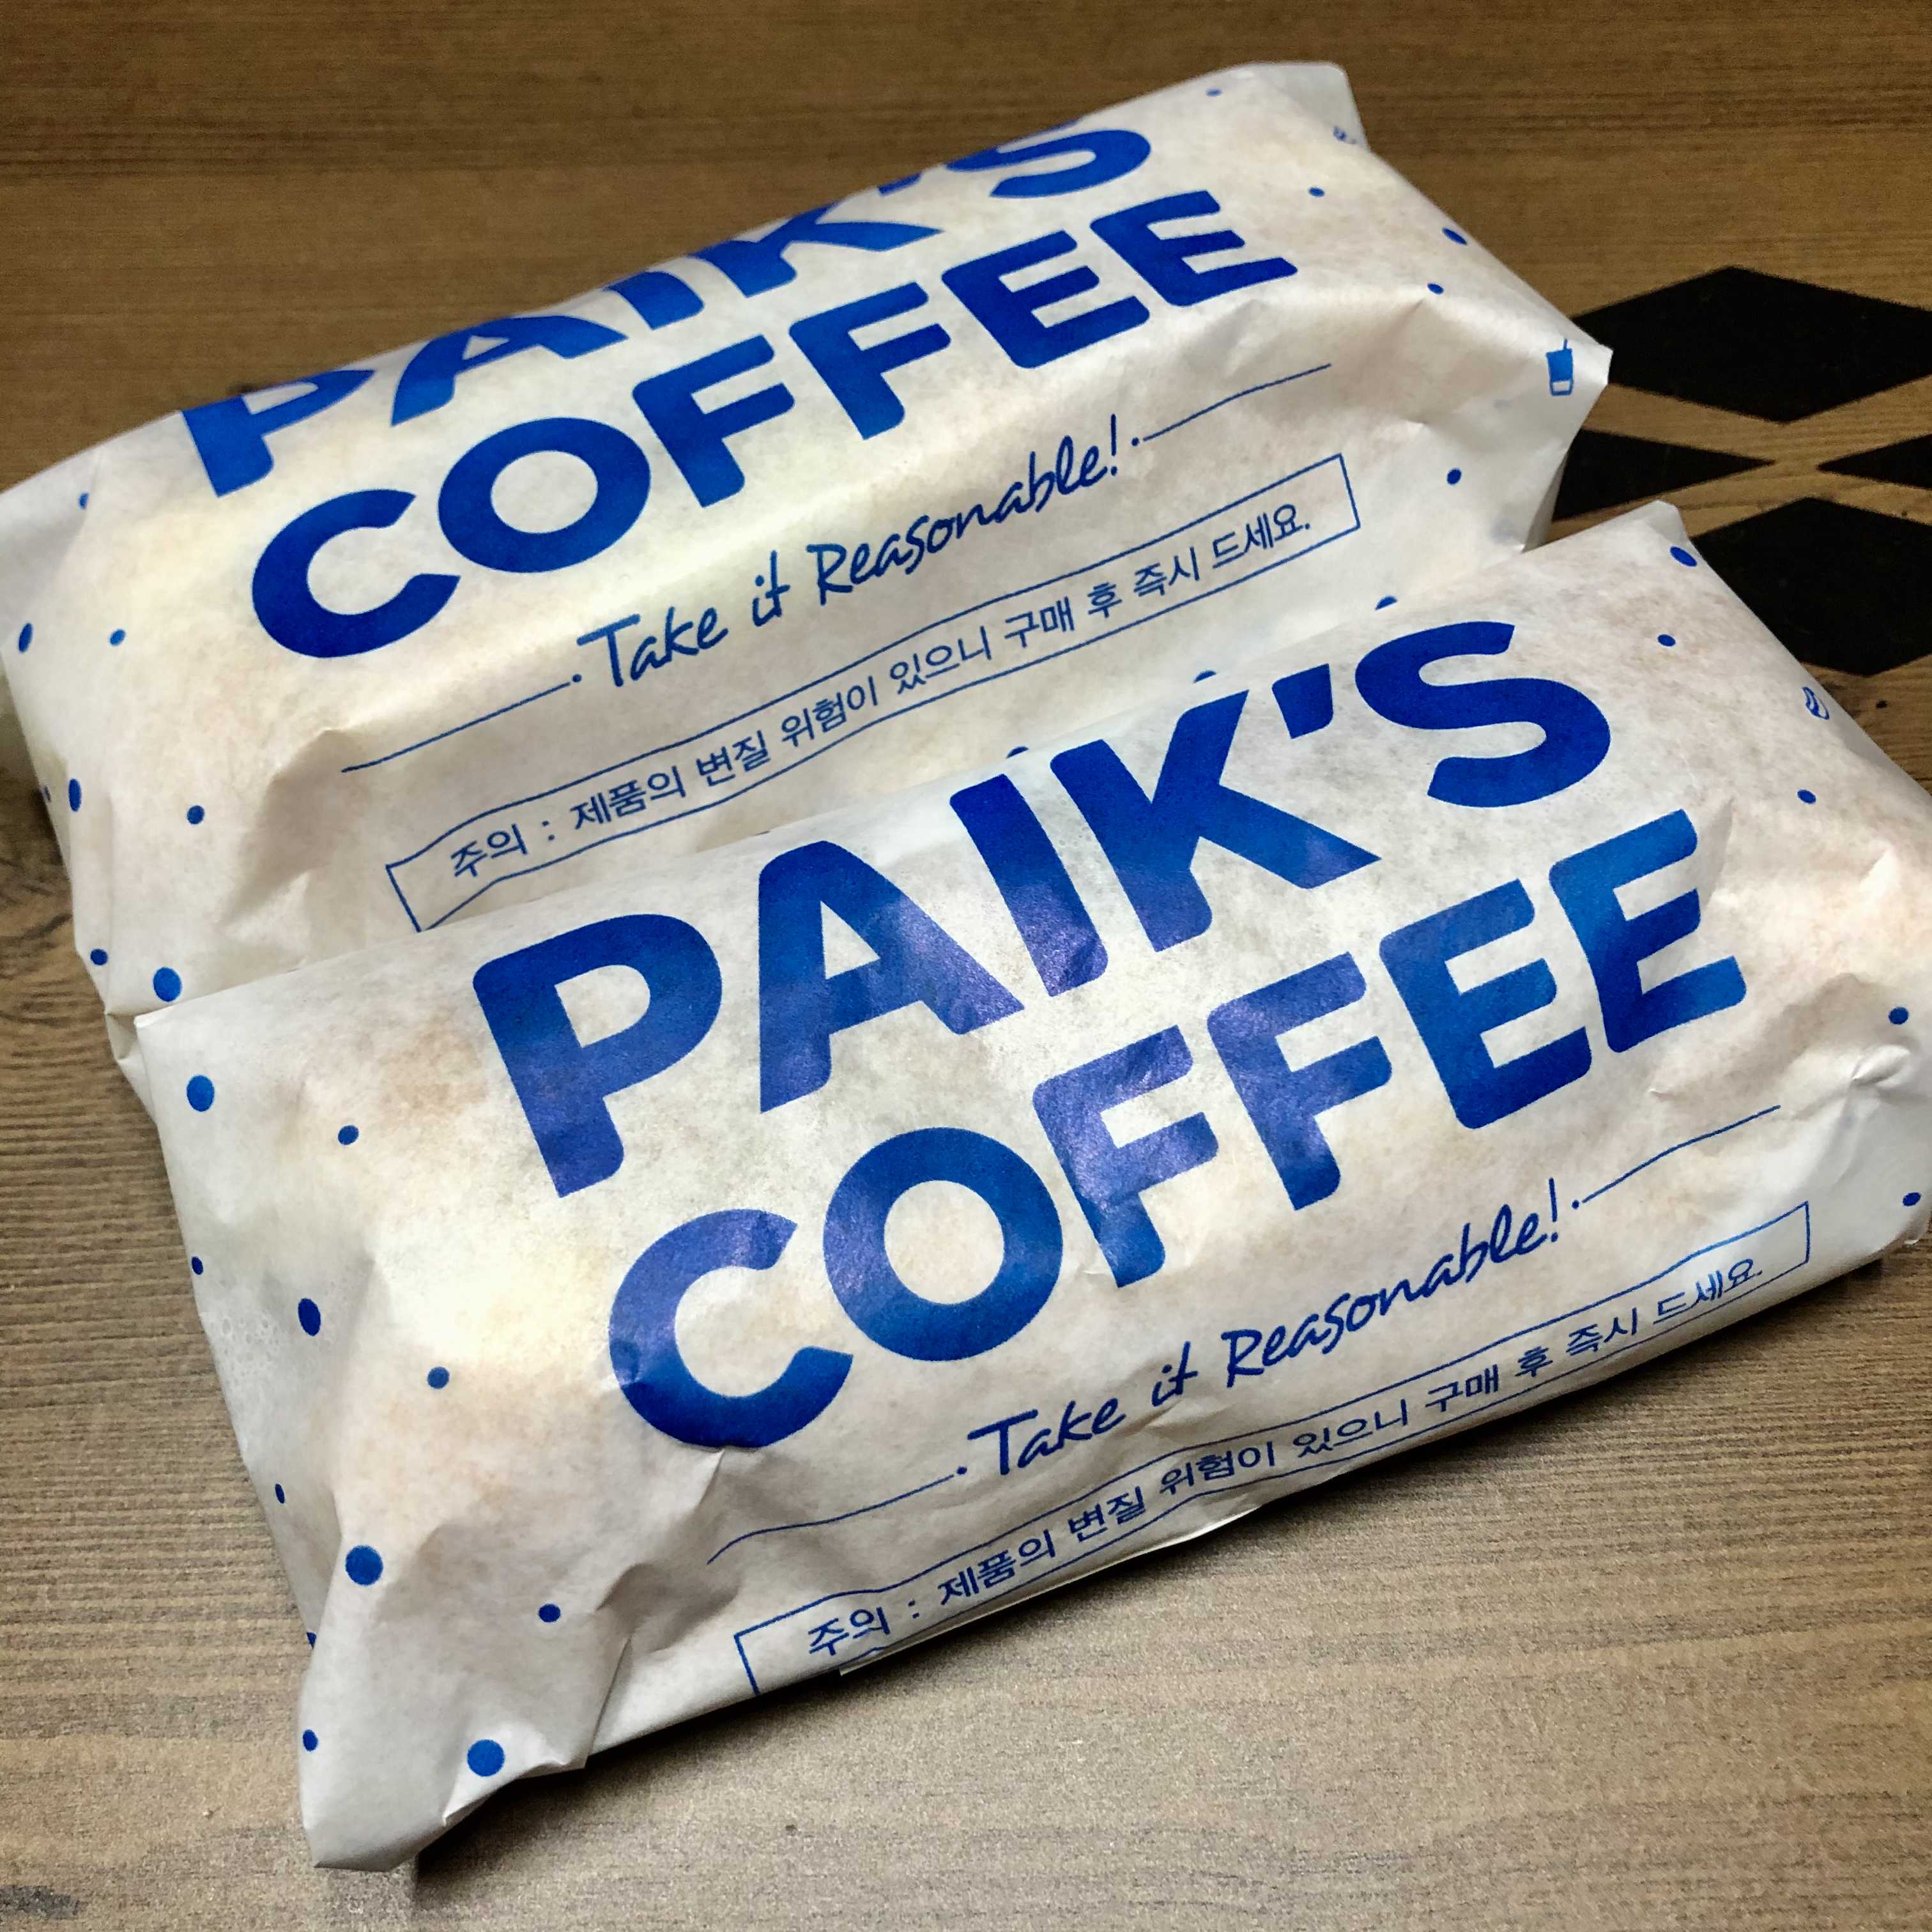 PAIK'S
COFFEE
Take it Reasonable!
주의 : 제품의 변질 위험이 있으니 구매 후 즉시 드세요.
PAIK'S
COFFEE
Take it Reasonable!
주의 : 제품의 변질 위험이 있으니 구매 후 즉시 드세요.